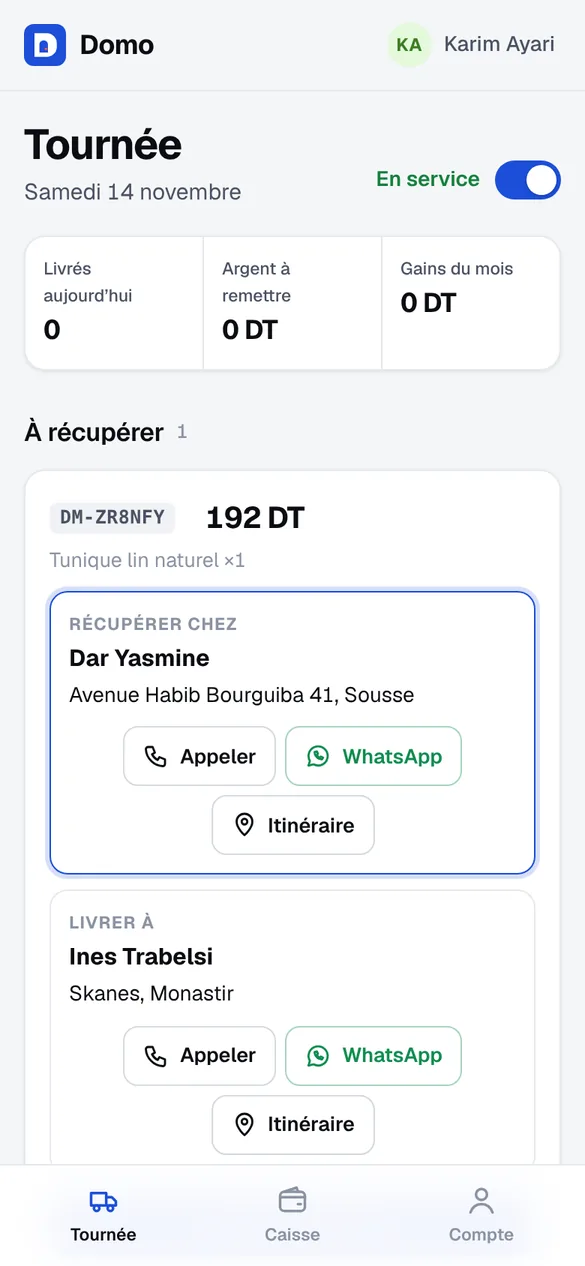 Domo
KA
Karim Ayari
Tournée
Samedi 14 novembre
En service
Livrés
aujourd’hui
0
Argent à
remettre
0 DT
Gains du mois
0 DT
À récupérer 1
DM-ZR8NFY
192 DT
Tunique lin naturel ×1
RÉCUPÉRER CHEZ
Dar Yasmine
Avenue Habib Bourguiba 41, Sousse
Appeler
WhatsApp
Itinéraire
LIVRER À
Ines Trabelsi
Skanes, Monastir
Appeler
WhatsApp
Itinéraire
Tournée
Caisse
Compte